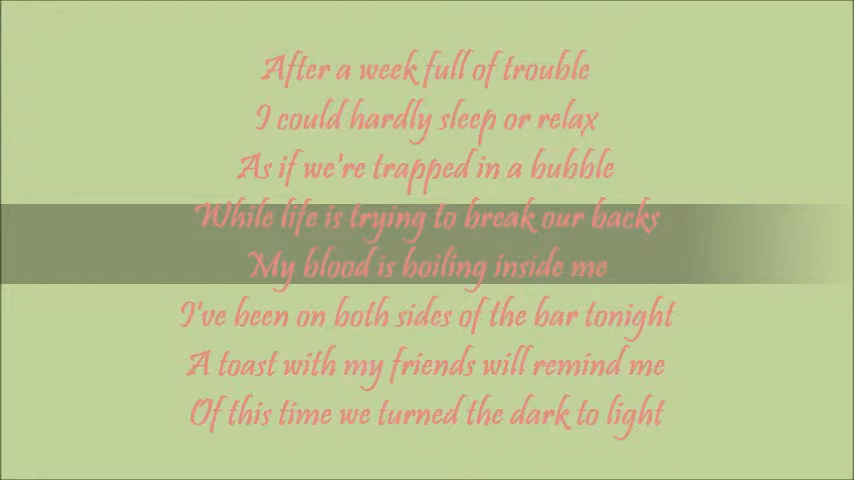 After a week full of trouble
I could hardly sleep or relax
As if we're trapped in a bubble
While life is trying to break our backs
My blood is boiling inside me
I've been on both sides of the bar tonight
A toast with my friends will remind me
Of this time we turned the dark to light